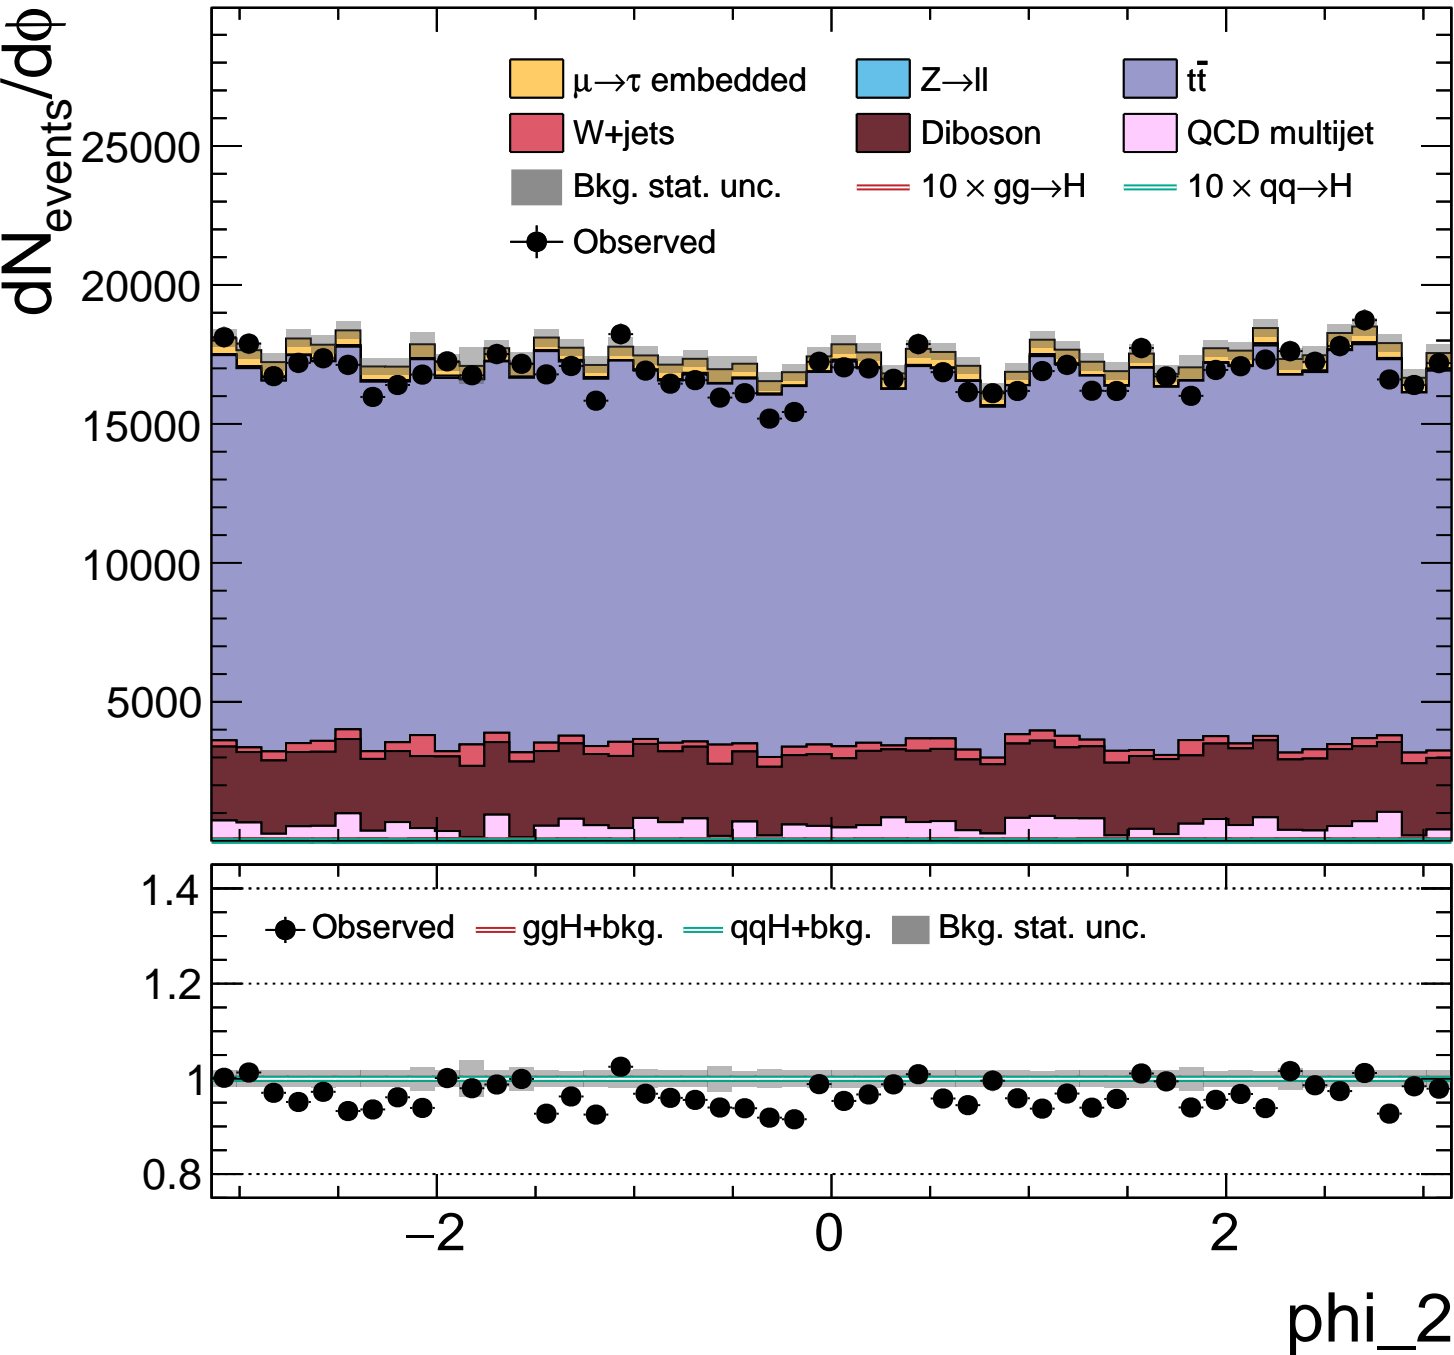 dN_events/dϕ
μ→τ embedded Z→ll tt̄
W+jets Diboson QCD multijet
Bkg. stat. unc. 10 × gg→H 10 × qq→H
Observed
25000
20000
15000
10000
5000
1.4
Observed ggH+bkg. qqH+bkg. Bkg. stat. unc.
1.2
1
0.8
−2 0 2
phi_2